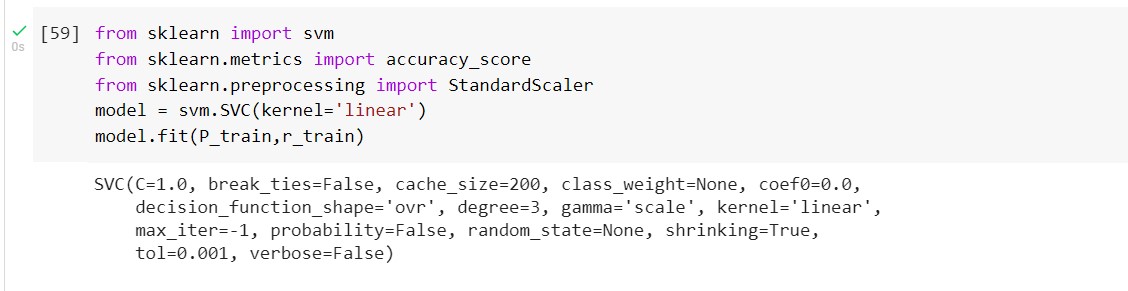 [59] from sklearn import svm
from sklearn.metrics import accuracy_score
from sklearn.preprocessing import StandardScaler
model = svm.SVC(kernel='linear')
model.fit(P_train,r_train)
0s
SVC(C=1.0, break_ties=False, cache_size=200, class_weight=None, coef0=0.0,
decision_function_shape='ovr', degree=3, gamma='scale', kernel='linear',
max_iter=-1, probability=False, random_state=None, shrinking=True,
tol=0.001, verbose=False)